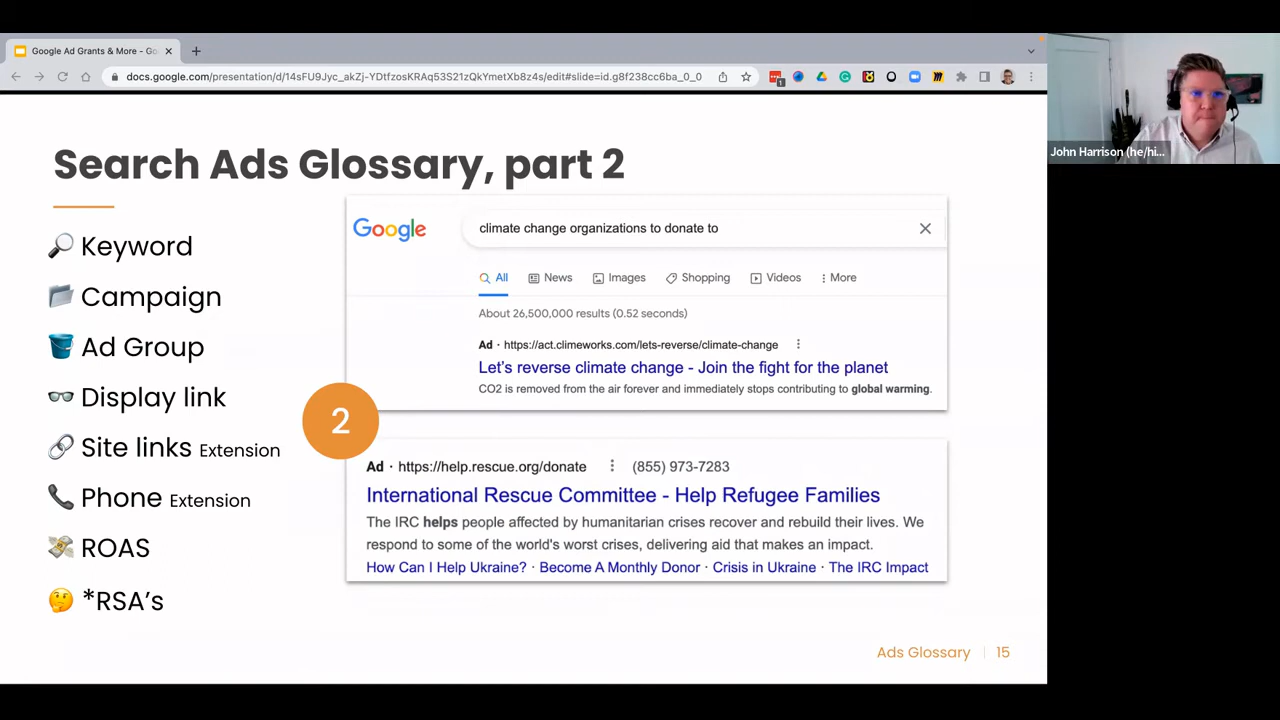 Google Ad Grants & More - Go
docs.google.com/presentation/d/14sFU9Jyc_akZj-YDtfzosKRAq53S21zQkYmetXb8z4s/edit#slide=id.g8f238cc6ba_0_0
John Harrison (he/hi...
Search Ads Glossary, part 2
Keyword
Campaign
Ad Group
Display link
Site links Extension
Phone Extension
ROAS
*RSA's
Google
climate change organizations to donate to
All News Images Shopping Videos More
About 26,500,000 results (0.52 seconds)
Ad · https://act.climeworks.com/lets-reverse/climate-change
Let's reverse climate change - Join the fight for the planet
CO2 is removed from the air forever and immediately stops contributing to global warming.
2
Ad · https://help.rescue.org/donate (855) 973-7283
International Rescue Committee - Help Refugee Families
The IRC helps people affected by humanitarian crises recover and rebuild their lives. We
respond to some of the world's worst crises, delivering aid that makes an impact.
How Can I Help Ukraine? · Become A Monthly Donor · Crisis in Ukraine · The IRC Impact
Ads Glossary | 15